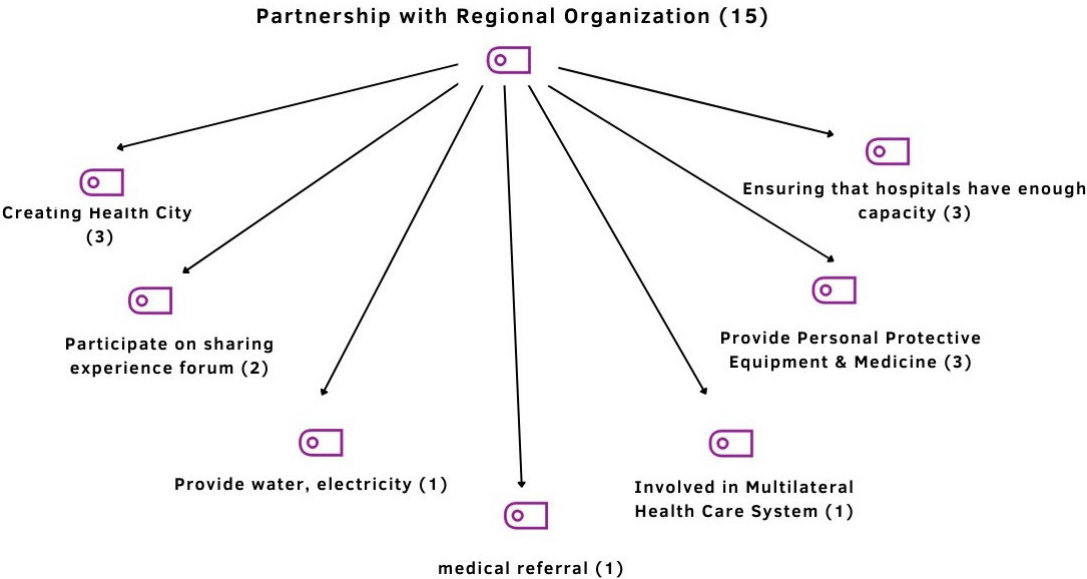 Partnership with Regional Organization (15)
Creating Health City
(3)
Ensuring that hospitals have enough
capacity (3)
Participate on sharing
experience forum (2)
Provide Personal Protective
Equipment & Medicine (3)
Provide water, electricity (1)
Involved in Multilateral
Health Care System (1)
medical referral (1)